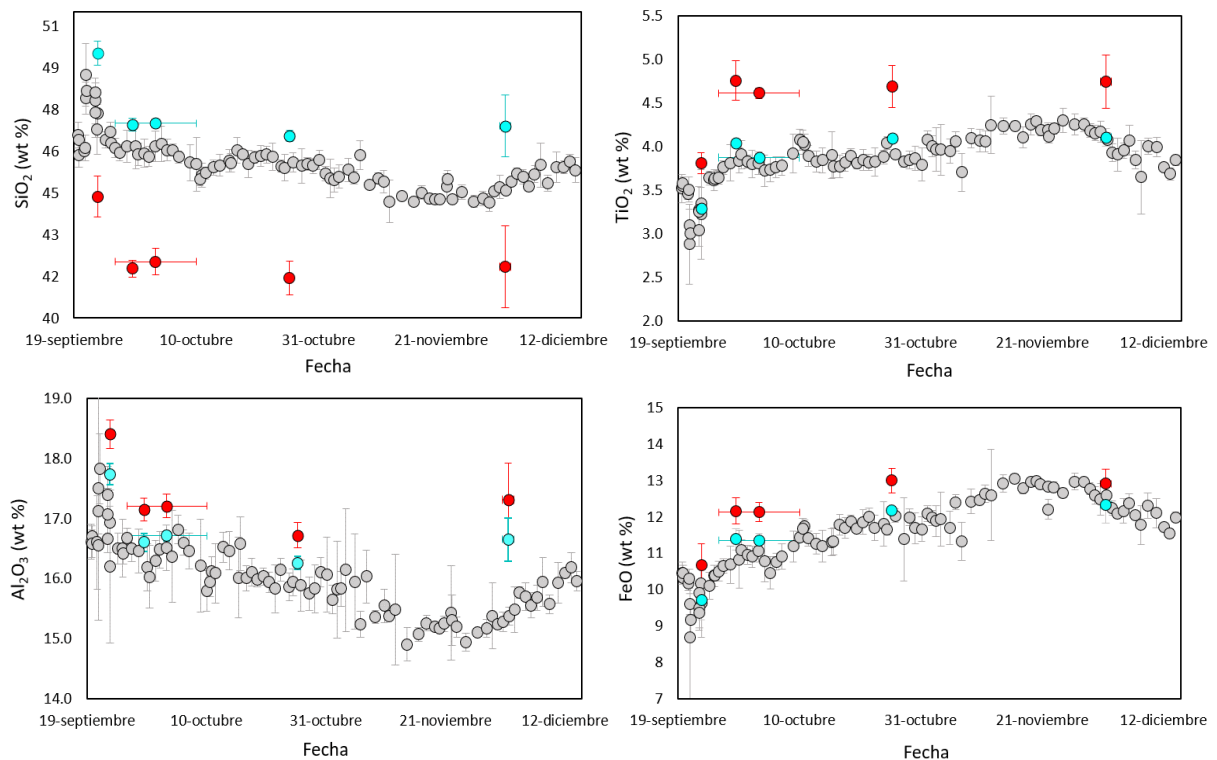 SiO2 (wt %)
51
49
48
46
45
43
42
40
19-septiembre 10-octubre 31-octubre 21-noviembre 12-diciembre
Fecha
TiO2 (wt %)
5.5
5.0
4.5
4.0
3.5
3.0
2.5
2.0
19-septiembre 10-octubre 31-octubre 21-noviembre 12-diciembre
Fecha
Al2O3 (wt %)
19.0
18.0
17.0
16.0
15.0
14.0
19-septiembre 10-octubre 31-octubre 21-noviembre 12-diciembre
Fecha
FeO (wt %)
15
14
13
12
11
10
9
8
7
19-septiembre 10-octubre 31-octubre 21-noviembre 12-diciembre
Fecha